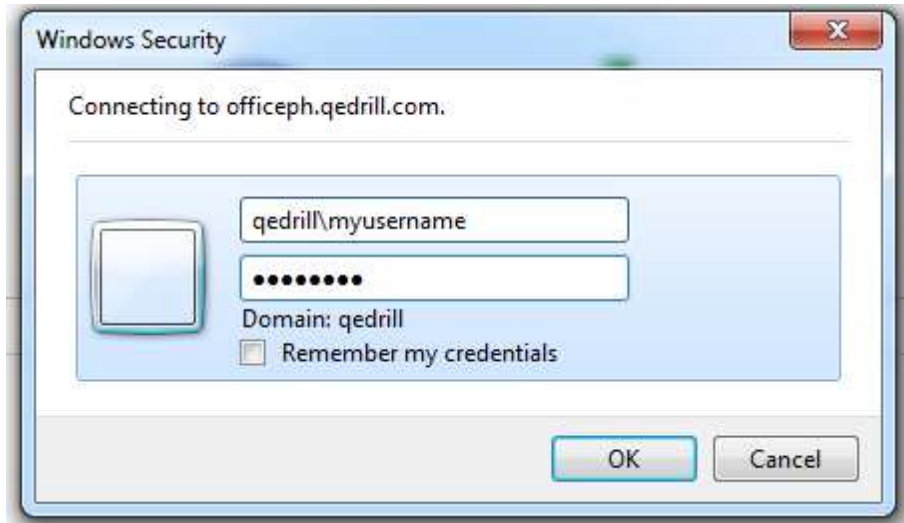 Windows Security
Connecting to officeph.qedrill.com.
qedrill\myusername
●●●●●●●●
Domain: qedrill
Remember my credentials
OK
Cancel